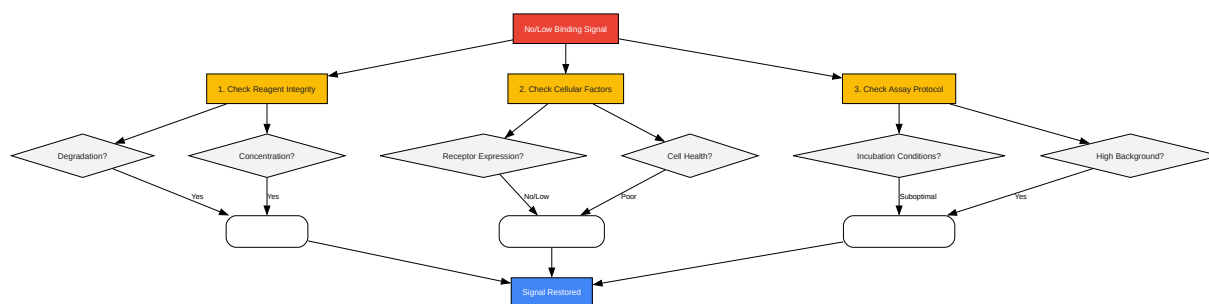 No/Low Binding Signal
1. Check Reagent Integrity
2. Check Cellular Factors
3. Check Assay Protocol
Degradation?
Concentration?
Receptor Expression?
Cell Health?
Incubation Conditions?
High Background?
Yes
Yes
No/Low
Poor
Suboptimal
Yes
Signal Restored